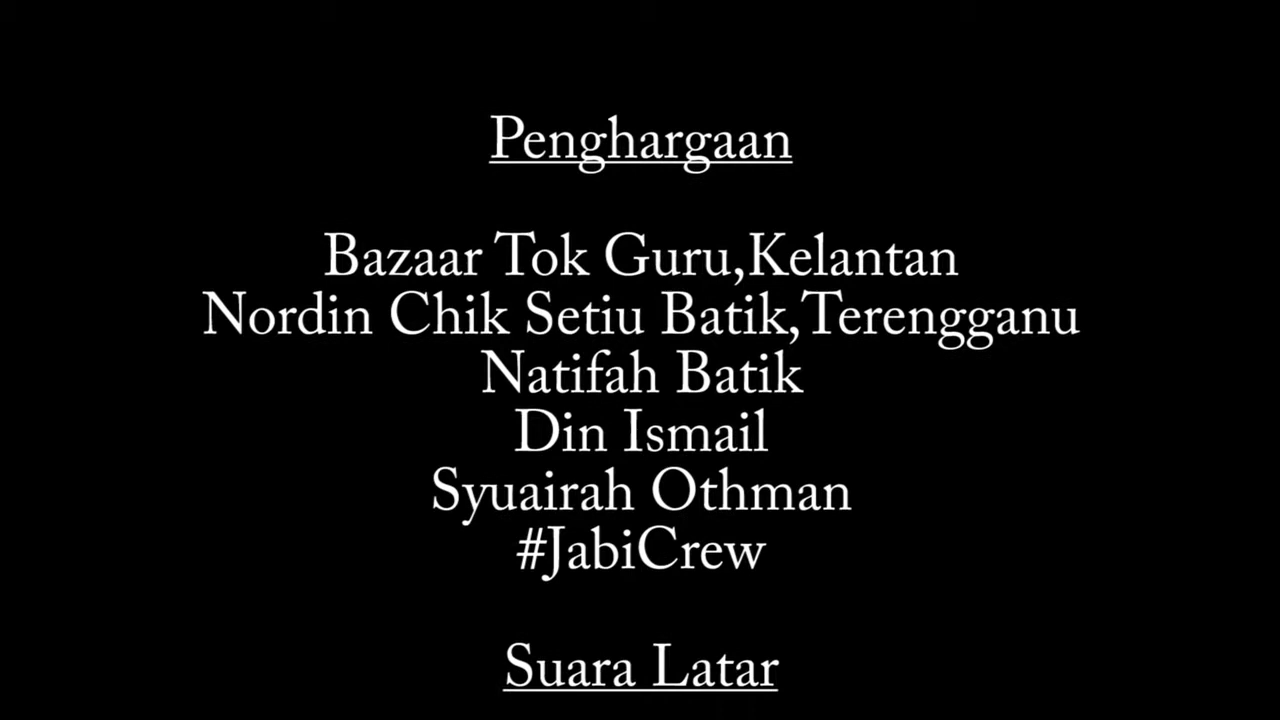 Penghargaan
Bazaar Tok Guru,Kelantan
Nordin Chik Setiu Batik,Terengganu
Natifah Batik
Din Ismail
Syuairah Othman
#JabiCrew
Suara Latar